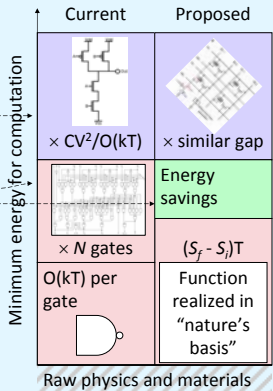 Current
Proposed
Minimum energy for computation
× CV²/O(kT)
× similar gap
Energy
savings
× N gates
(S_f - S_i)T
O(kT) per
gate
Function
realized in
"nature's
basis"
Raw physics and materials